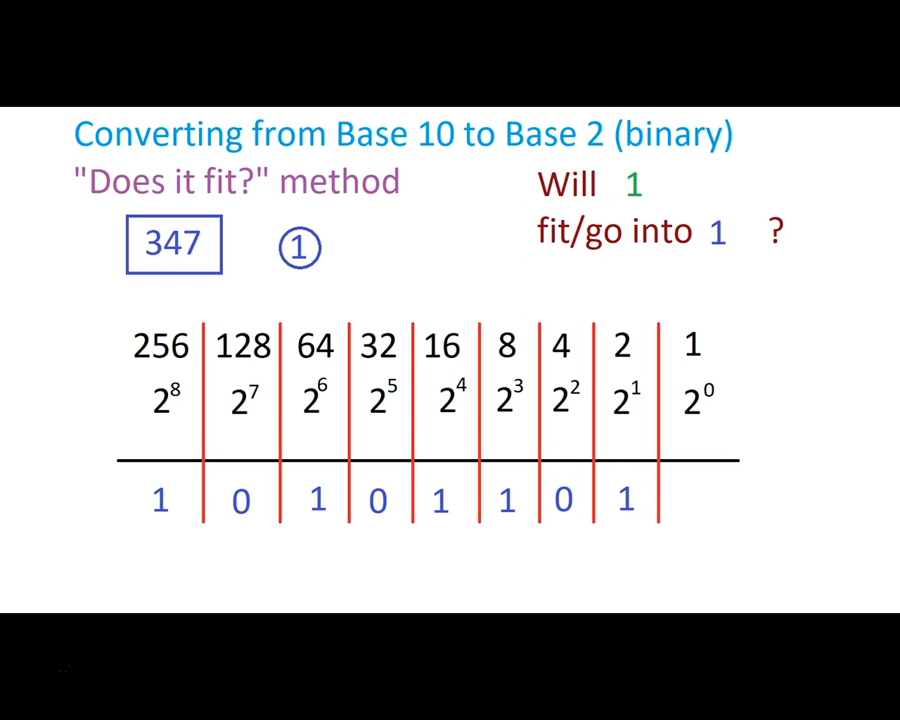 Converting from Base 10 to Base 2 (binary)
"Does it fit?" method
Will 1
fit/go into 1 ?
347 1
256 128 64 32 16 8 4 2 1
2⁸ 2⁷ 2⁶ 2⁵ 2⁴ 2³ 2² 2¹ 2⁰
1 0 1 0 1 1 0 1